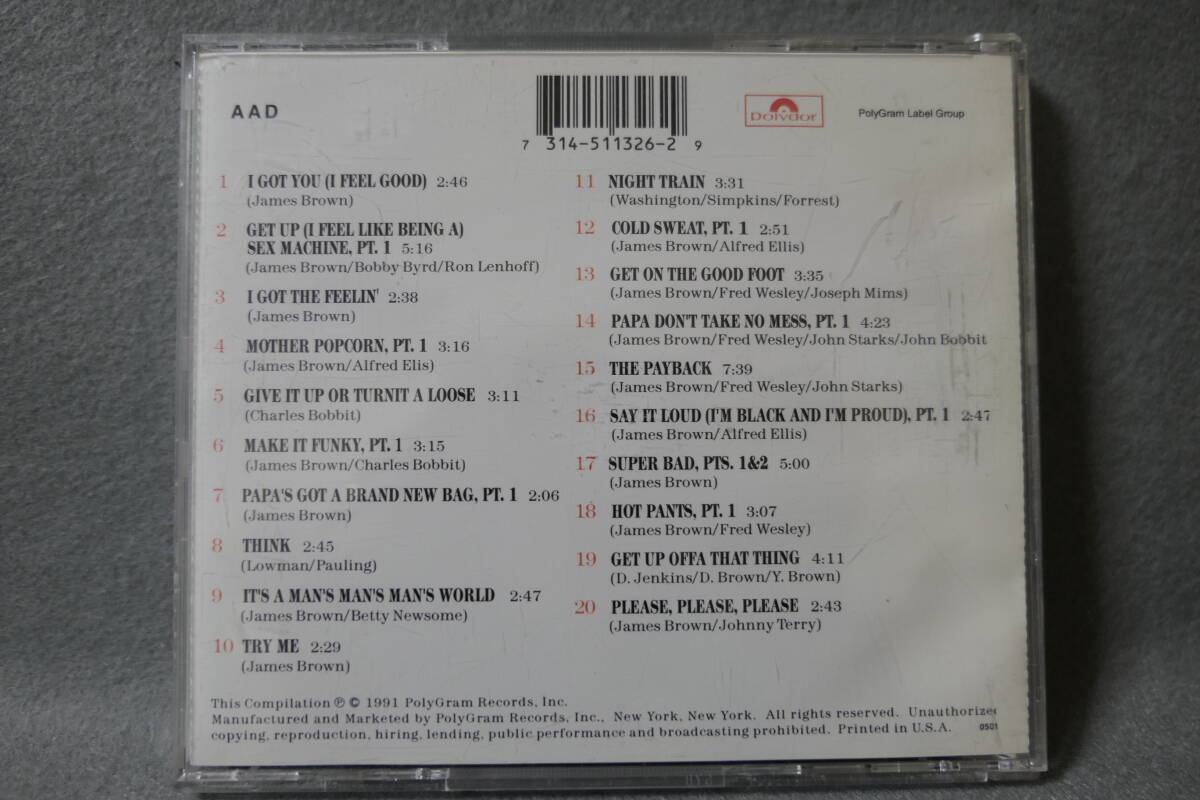 AAD
7 314-511326-2 9
Polydor
PolyGram Label Group
1 I GOT YOU (I FEEL GOOD) 2:46
(James Brown)
2 GET UP (I FEEL LIKE BEING A)
SEX MACHINE, PT. 1 5:16
(James Brown/Bobby Byrd/Ron Lenhoff)
3 I GOT THE FEELIN' 2:38
(James Brown)
4 MOTHER POPCORN, PT. 1 3:16
(James Brown/Alfred Elis)
5 GIVE IT UP OR TURNIT A LOOSE 3:11
(Charles Bobbit)
6 MAKE IT FUNKY, PT. 1 3:15
(James Brown/Charles Bobbit)
7 PAPA'S GOT A BRAND NEW BAG, PT. 1 2:06
(James Brown)
8 THINK 2:45
(Lowman/Pauling)
9 IT'S A MAN'S MAN'S MAN'S WORLD 2:47
(James Brown/Betty Newsome)
10 TRY ME 2:29
(James Brown)
11 NIGHT TRAIN 3:31
(Washington/Simpkins/Forrest)
12 COLD SWEAT, PT. 1 2:51
(James Brown/Alfred Ellis)
13 GET ON THE GOOD FOOT 3:35
(James Brown/Fred Wesley/Joseph Mims)
14 PAPA DON'T TAKE NO MESS, PT. 1 4:23
(James Brown/Fred Wesley/John Starks/John Bobbit
15 THE PAYBACK 7:39
(James Brown/Fred Wesley/John Starks)
16 SAY IT LOUD (I'M BLACK AND I'M PROUD), PT. 1 2:47
(James Brown/Alfred Ellis)
17 SUPER BAD, PTS. 1&2 5:00
(James Brown)
18 HOT PANTS, PT. 1 3:07
(James Brown/Fred Wesley)
19 GET UP OFFA THAT THING 4:11
(D. Jenkins/D. Brown/Y. Brown)
20 PLEASE, PLEASE, PLEASE 2:43
(James Brown/Johnny Terry)
This Compilation ℗ © 1991 PolyGram Records, Inc.
Manufactured and Marketed by PolyGram Records, Inc., New York, New York. All rights reserved. Unauthorize
copying, reproduction, hiring, lending, public performance and broadcasting prohibited. Printed in U.S.A. 0501